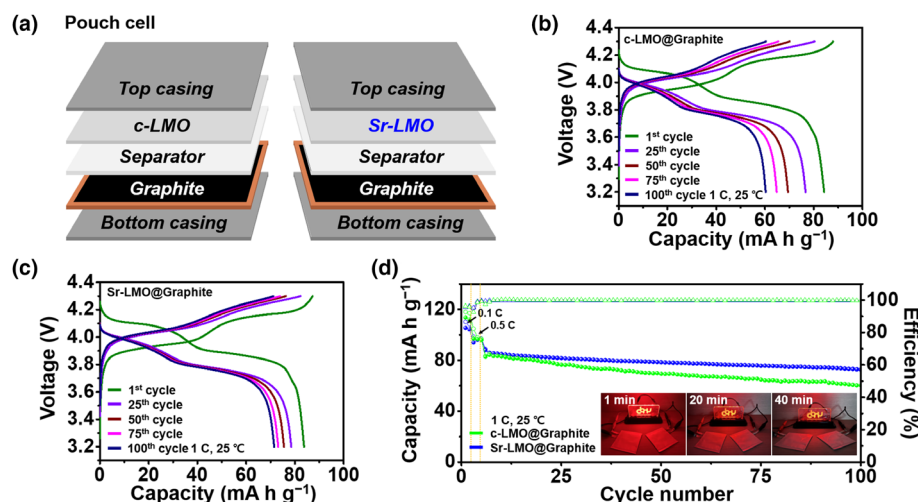 (a)
Pouch cell
Top casing
c-LMO
Separator
Graphite
Bottom casing
Top casing
Sr-LMO
Separator
Graphite
Bottom casing
(b)
c-LMO@Graphite
Voltage (V)
4.4
4.0
3.6
3.2
1st cycle
25th cycle
50th cycle
75th cycle
100th cycle 1 C, 25 ℃
0 20 40 60 80 100
Capacity (mA h g⁻¹)
(c)
Sr-LMO@Graphite
Voltage (V)
4.4
4.2
4.0
3.8
3.6
3.4
3.2
1st cycle
25th cycle
50th cycle
75th cycle
100th cycle 1 C, 25 ℃
0 20 40 60 80 100
Capacity (mA h g⁻¹)
(d)
Capacity (mA h g⁻¹)
160
120
80
40
0
0.1 C
0.5 C
1 C, 25 ℃
c-LMO@Graphite
Sr-LMO@Graphite
1 min
20 min
40 min
100
80
60
40
20
0
Efficiency (%)
0 25 50 75 100
Cycle number